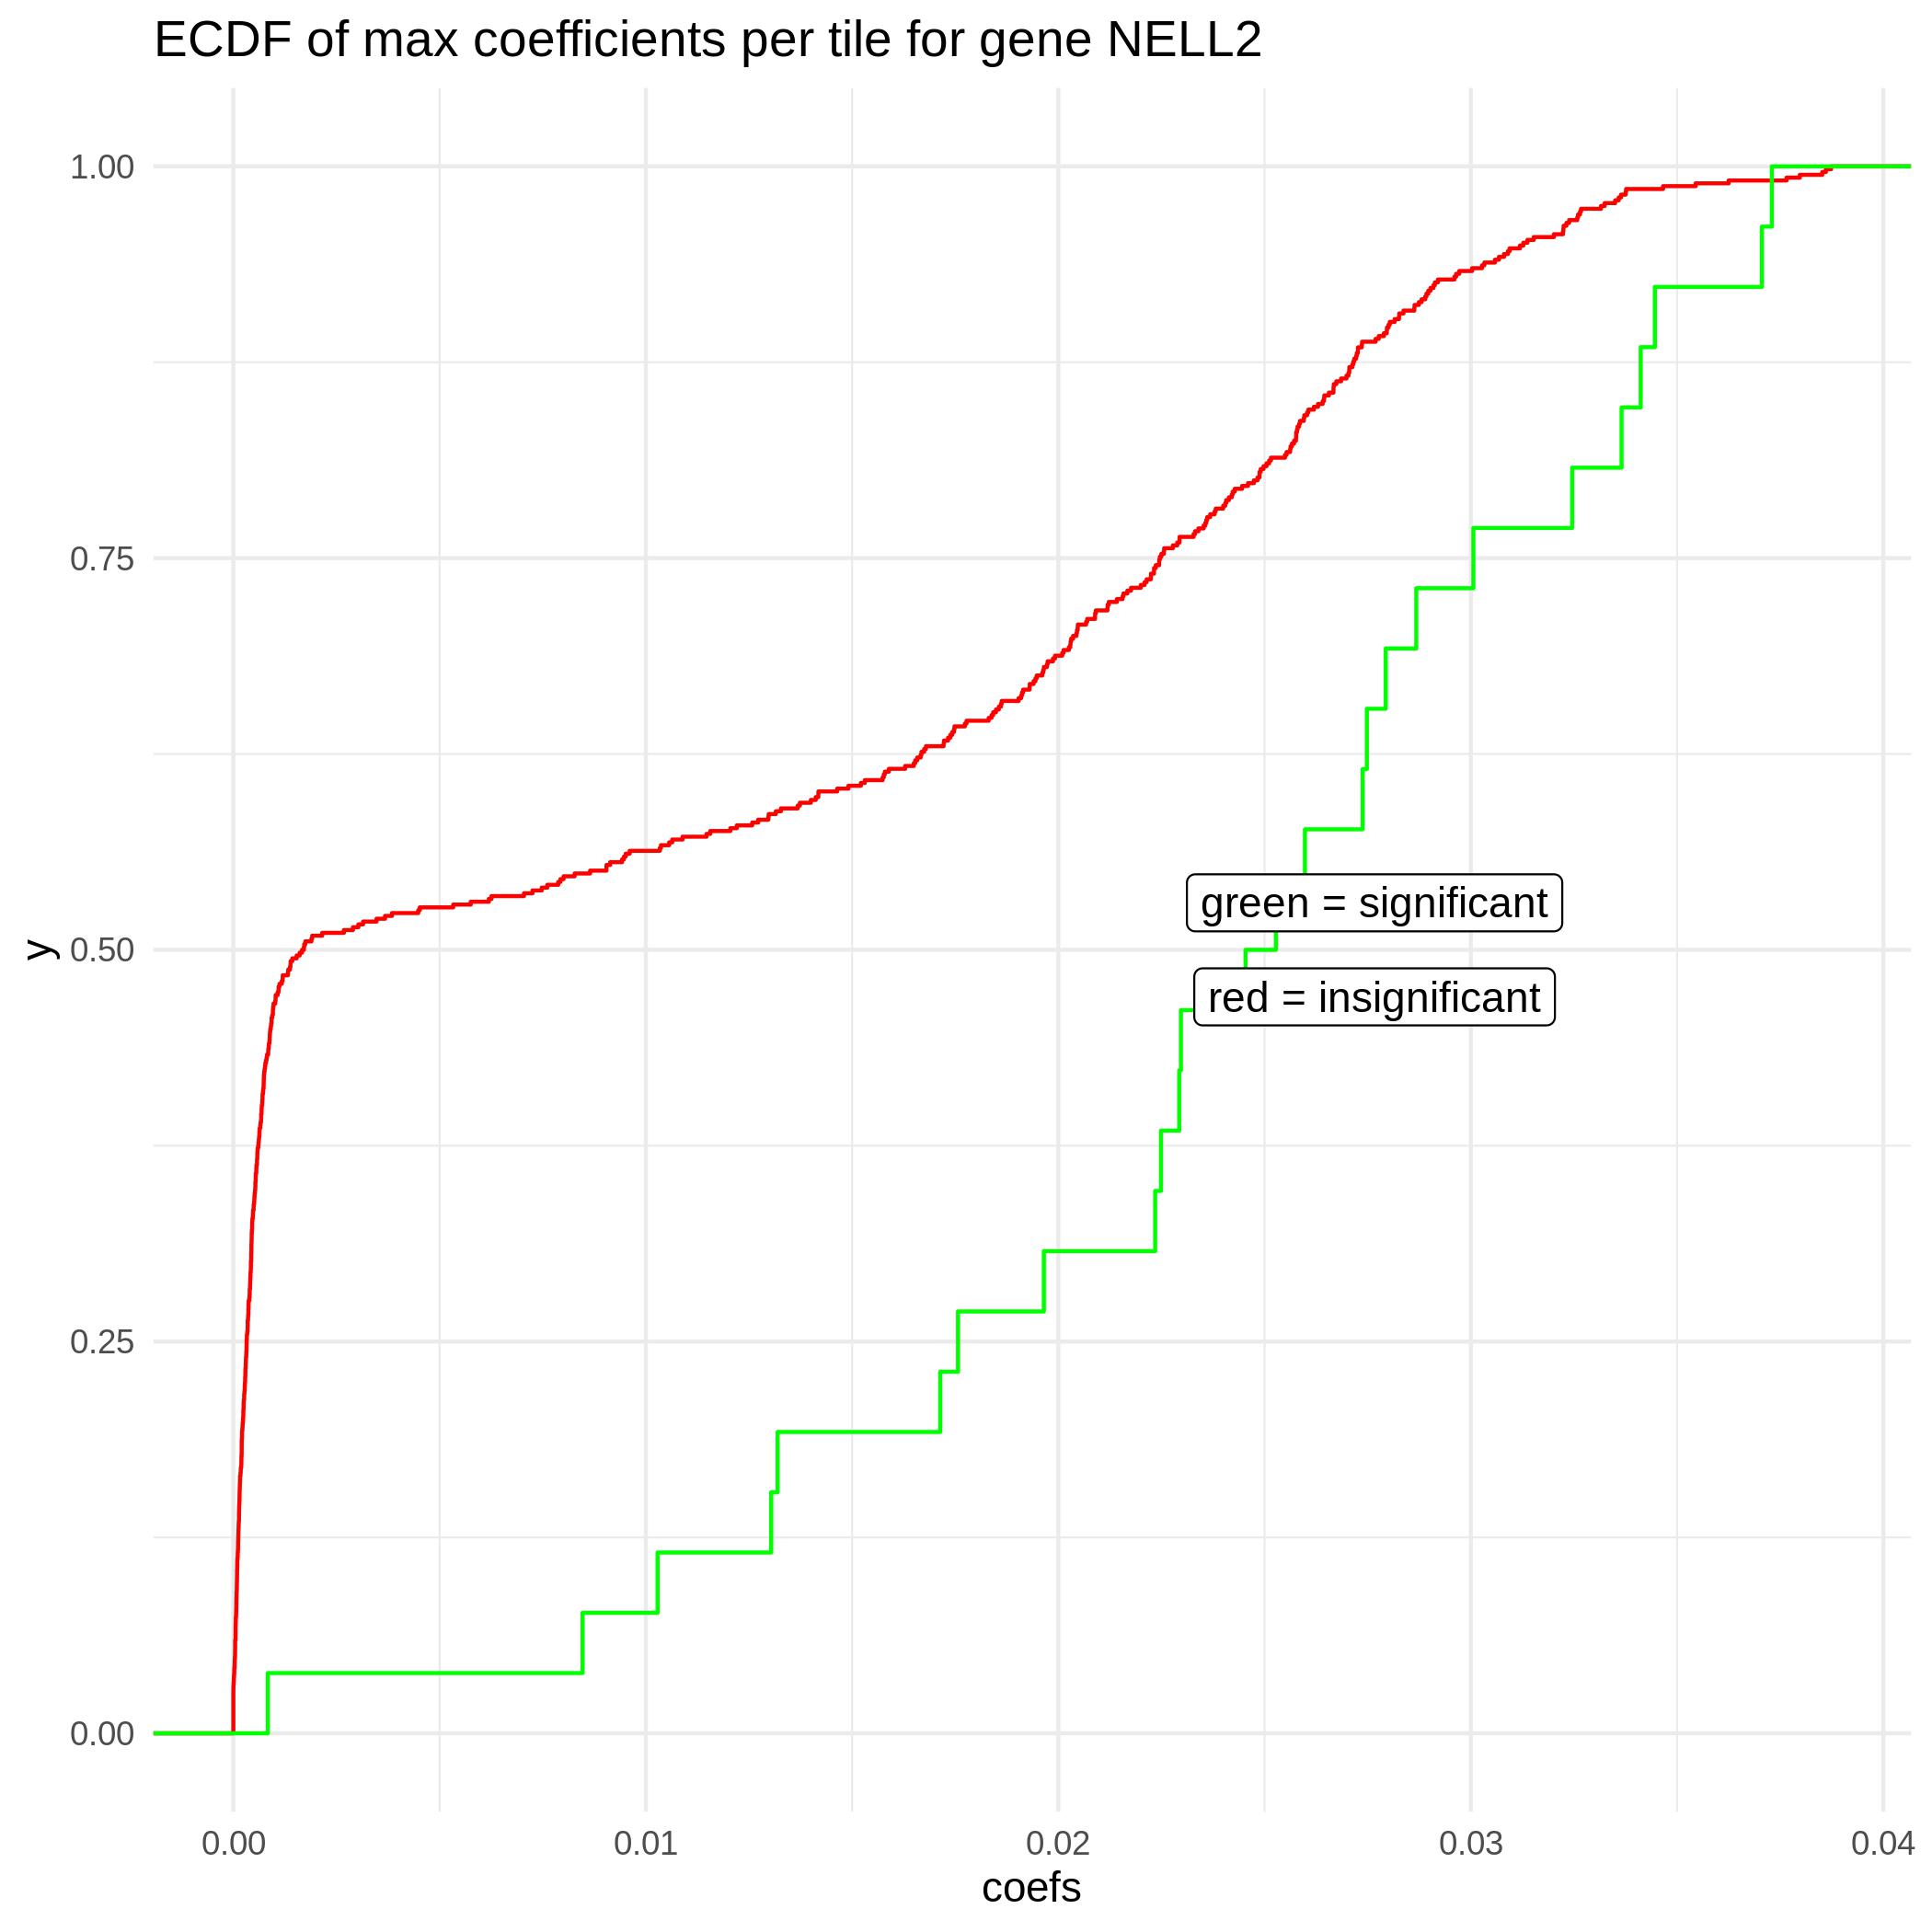 ECDF of max coefficients per tile for gene NELL2
1.00
0.75
0.50
0.25
0.00
y
green = significant
red = insignificant
0.00 0.01 0.02 0.03 0.04
coefs